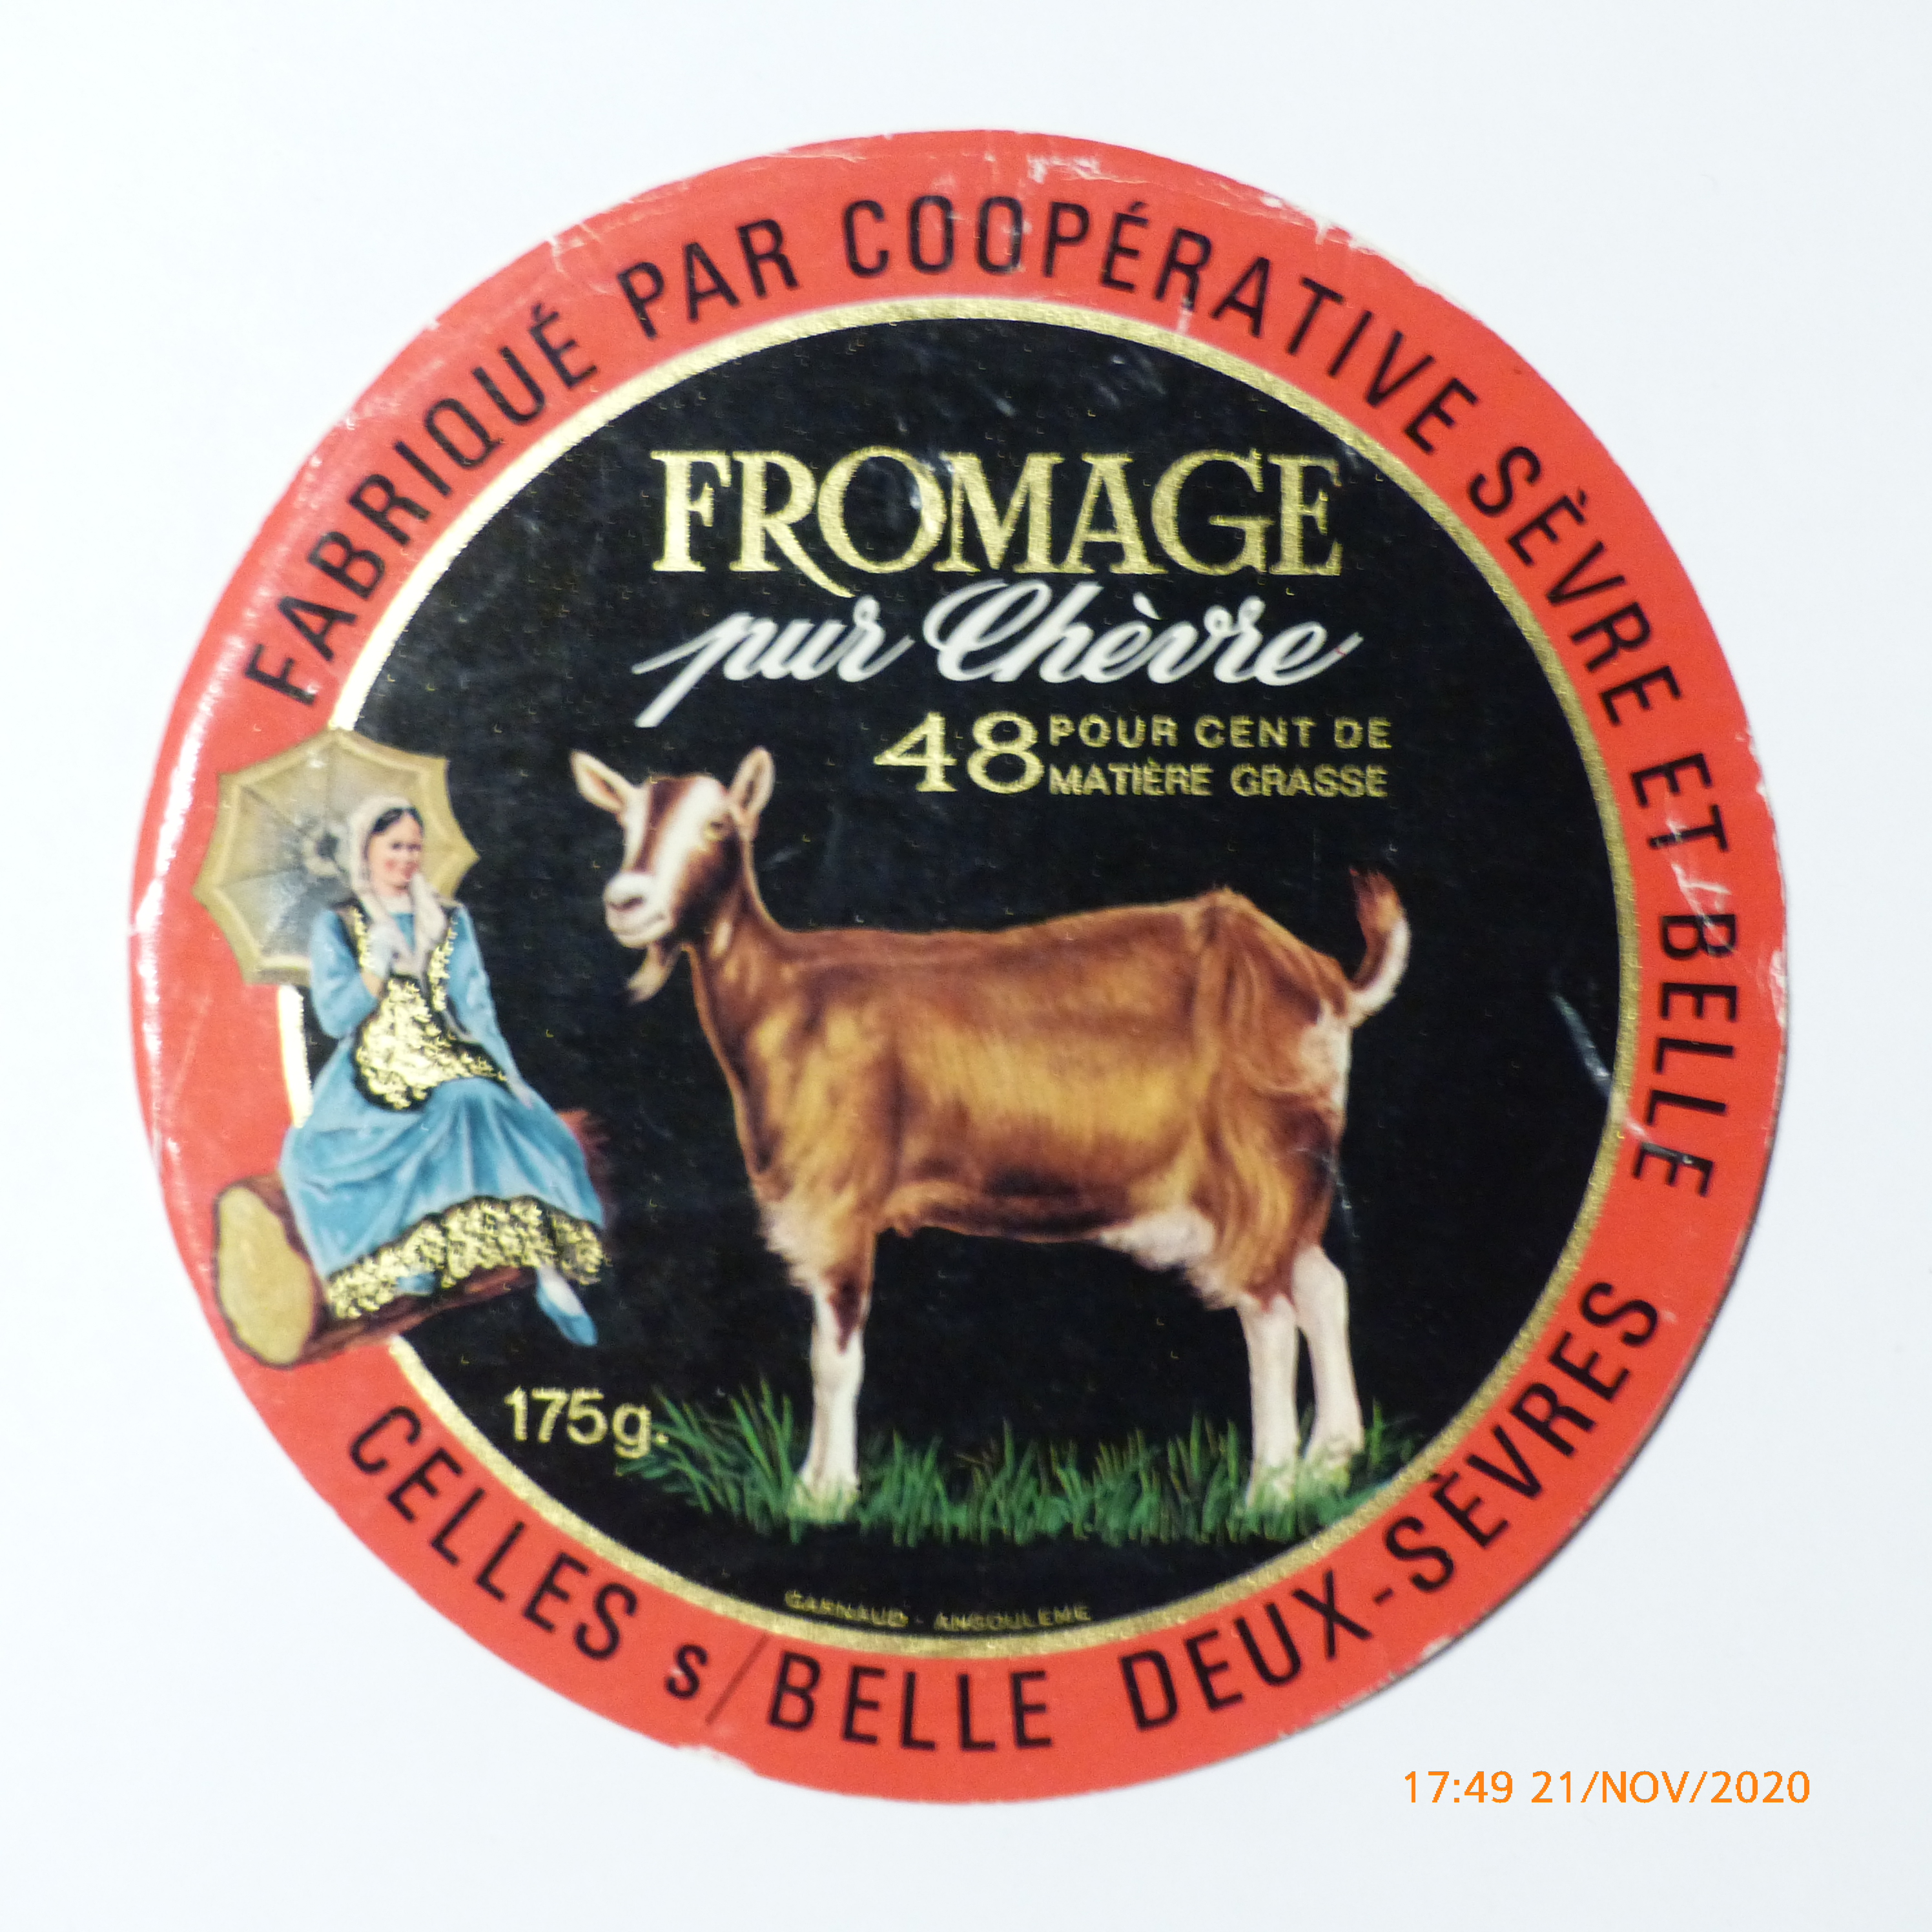 FABRIQUÉ PAR COOPÉRATIVE SÈVRE ET BELLE
FROMAGE
pur Chèvre
48 POUR CENT DE
MATIÈRE GRASSE
175g.
GARNAUD - ANGOULEME
CELLES s/BELLE DEUX-SÈVRES
17:49 21/NOV/2020